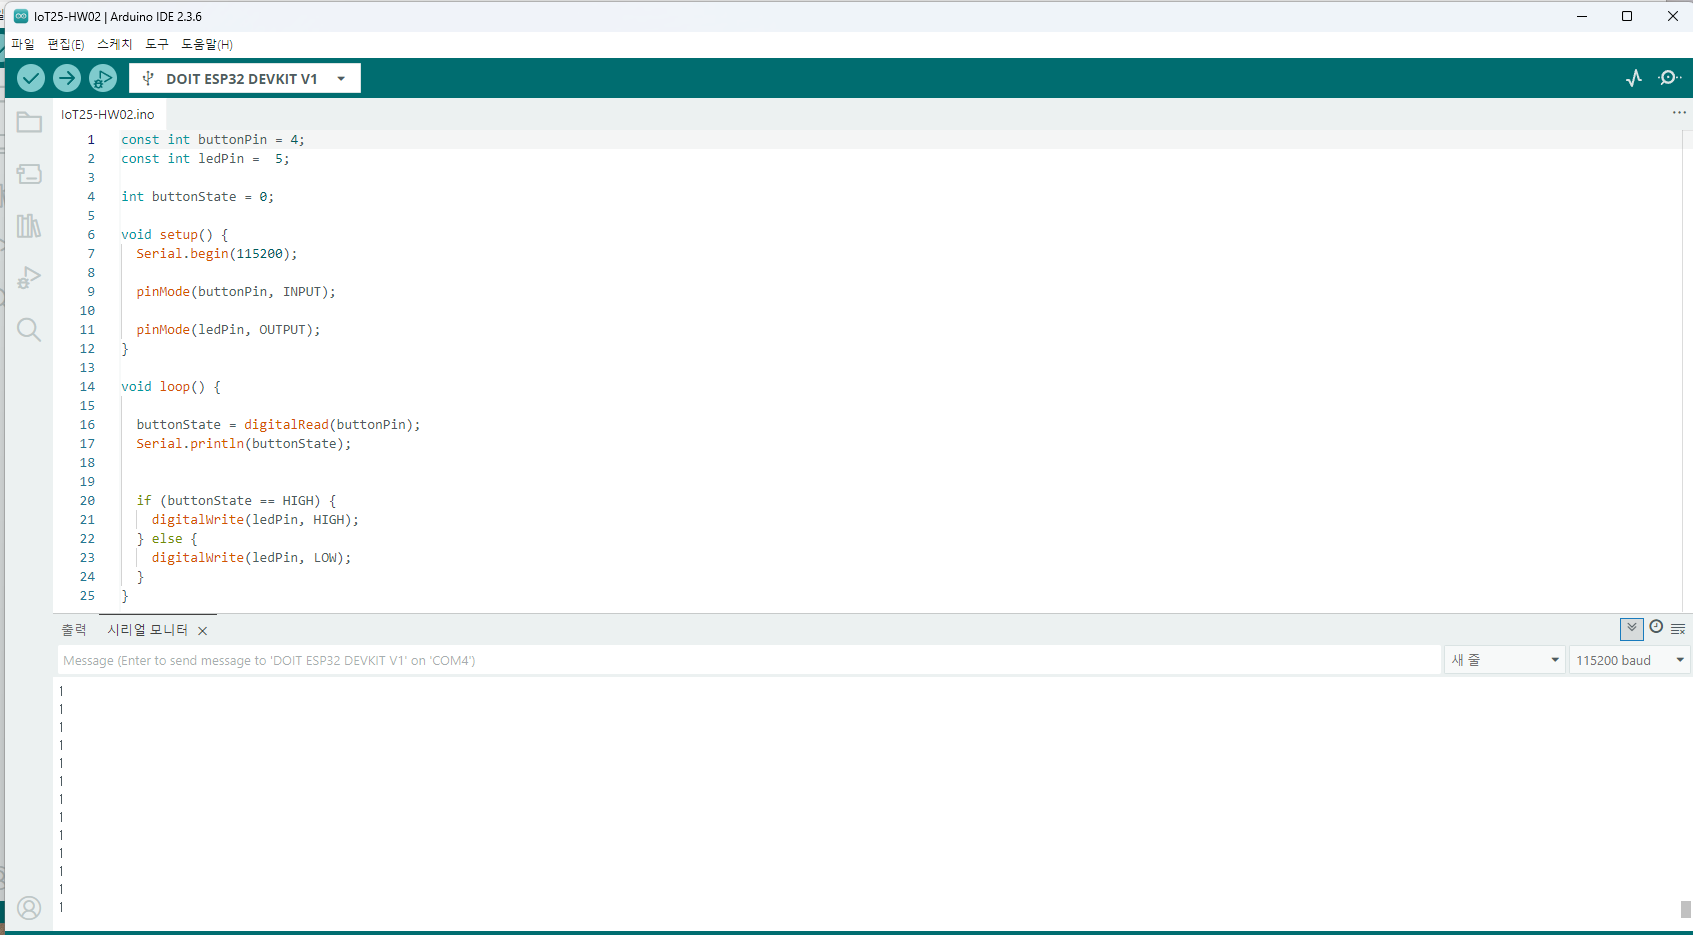 IoT25-HW02 | Arduino IDE 2.3.6
파일 편집(E) 스케치 도구 도움말(H)
DOIT ESP32 DEVKIT V1
IoT25-HW02.ino
1 const int buttonPin = 4;
2 const int ledPin =  5;
3
4 int buttonState = 0;
5
6 void setup() {
7   Serial.begin(115200);
8
9   pinMode(buttonPin, INPUT);
10
11   pinMode(ledPin, OUTPUT);
12 }
13
14 void loop() {
15
16   buttonState = digitalRead(buttonPin);
17   Serial.println(buttonState);
18
19
20   if (buttonState == HIGH) {
21     digitalWrite(ledPin, HIGH);
22   } else {
23     digitalWrite(ledPin, LOW);
24   }
25 }
출력 시리얼 모니터
Message (Enter to send message to 'DOIT ESP32 DEVKIT V1' on 'COM4')
새 줄
115200 baud
1
1
1
1
1
1
1
1
1
1
1
1
1